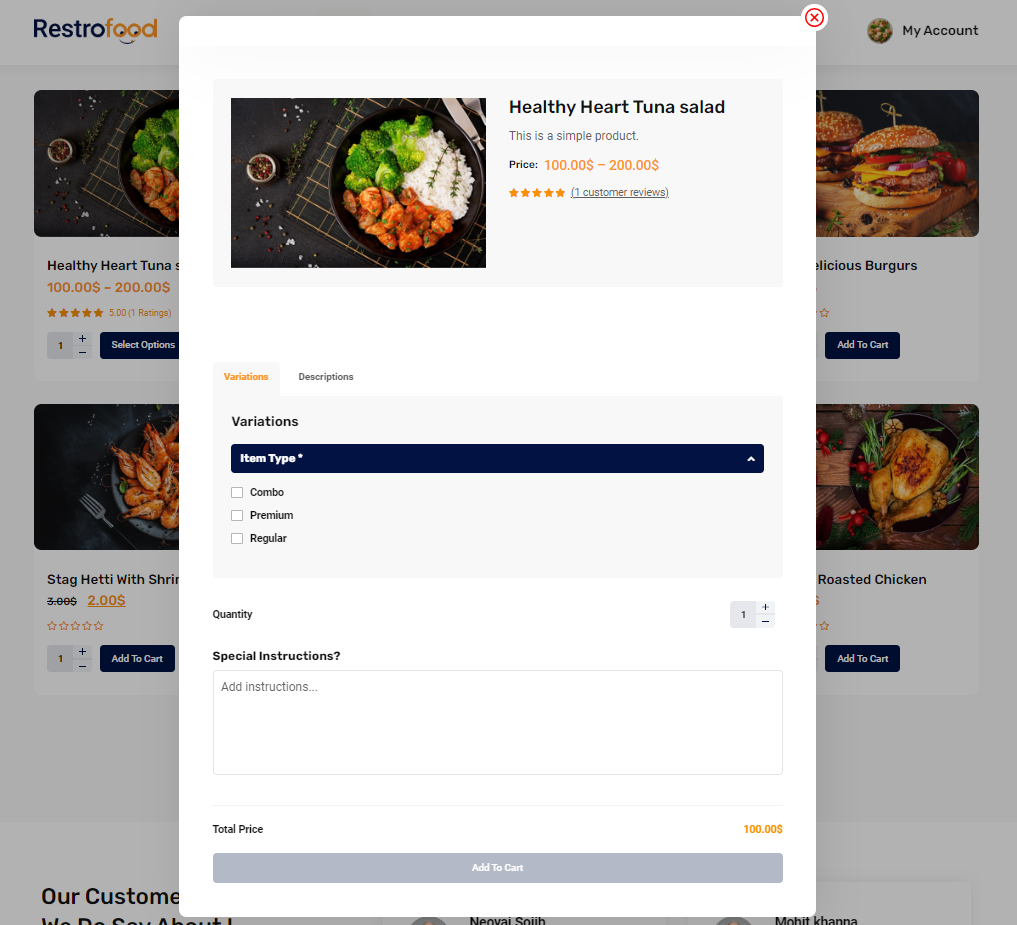 Restrofood
My Account
Healthy Heart Tuna salad
This is a simple product.
Price: 100.00$ – 200.00$
(1 customer reviews)
Healthy Heart Tuna
100.00$ – 200.00$
5.00 (1 Ratings)
1 + −
Select Options
elicious Burgurs
Add To Cart
Variations
Descriptions
Variations
Item Type *
Combo
Premium
Regular
Stag Hetti With Shri
3.00$ 2.00$
1 + −
Add To Cart
Roasted Chicken
$
Add To Cart
Quantity
1 + −
Special Instructions?
Add instructions...
Total Price
100.00$
Add To Cart
Our Custome
We Do Say About
Neovai Sojib
Mohit khanna